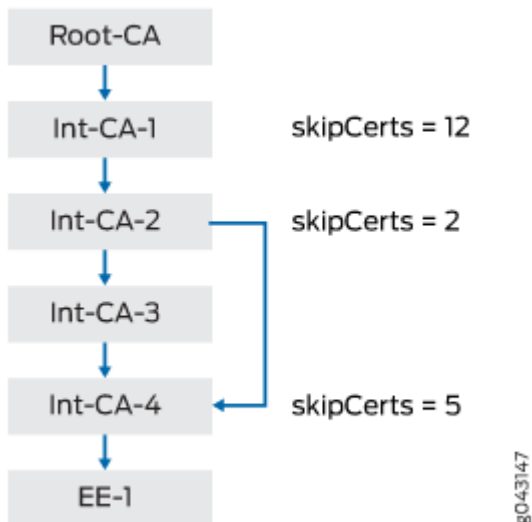 Root-CA
Int-CA-1 skipCerts = 12
Int-CA-2 skipCerts = 2
Int-CA-3
Int-CA-4 skipCerts = 5
EE-1
g043147